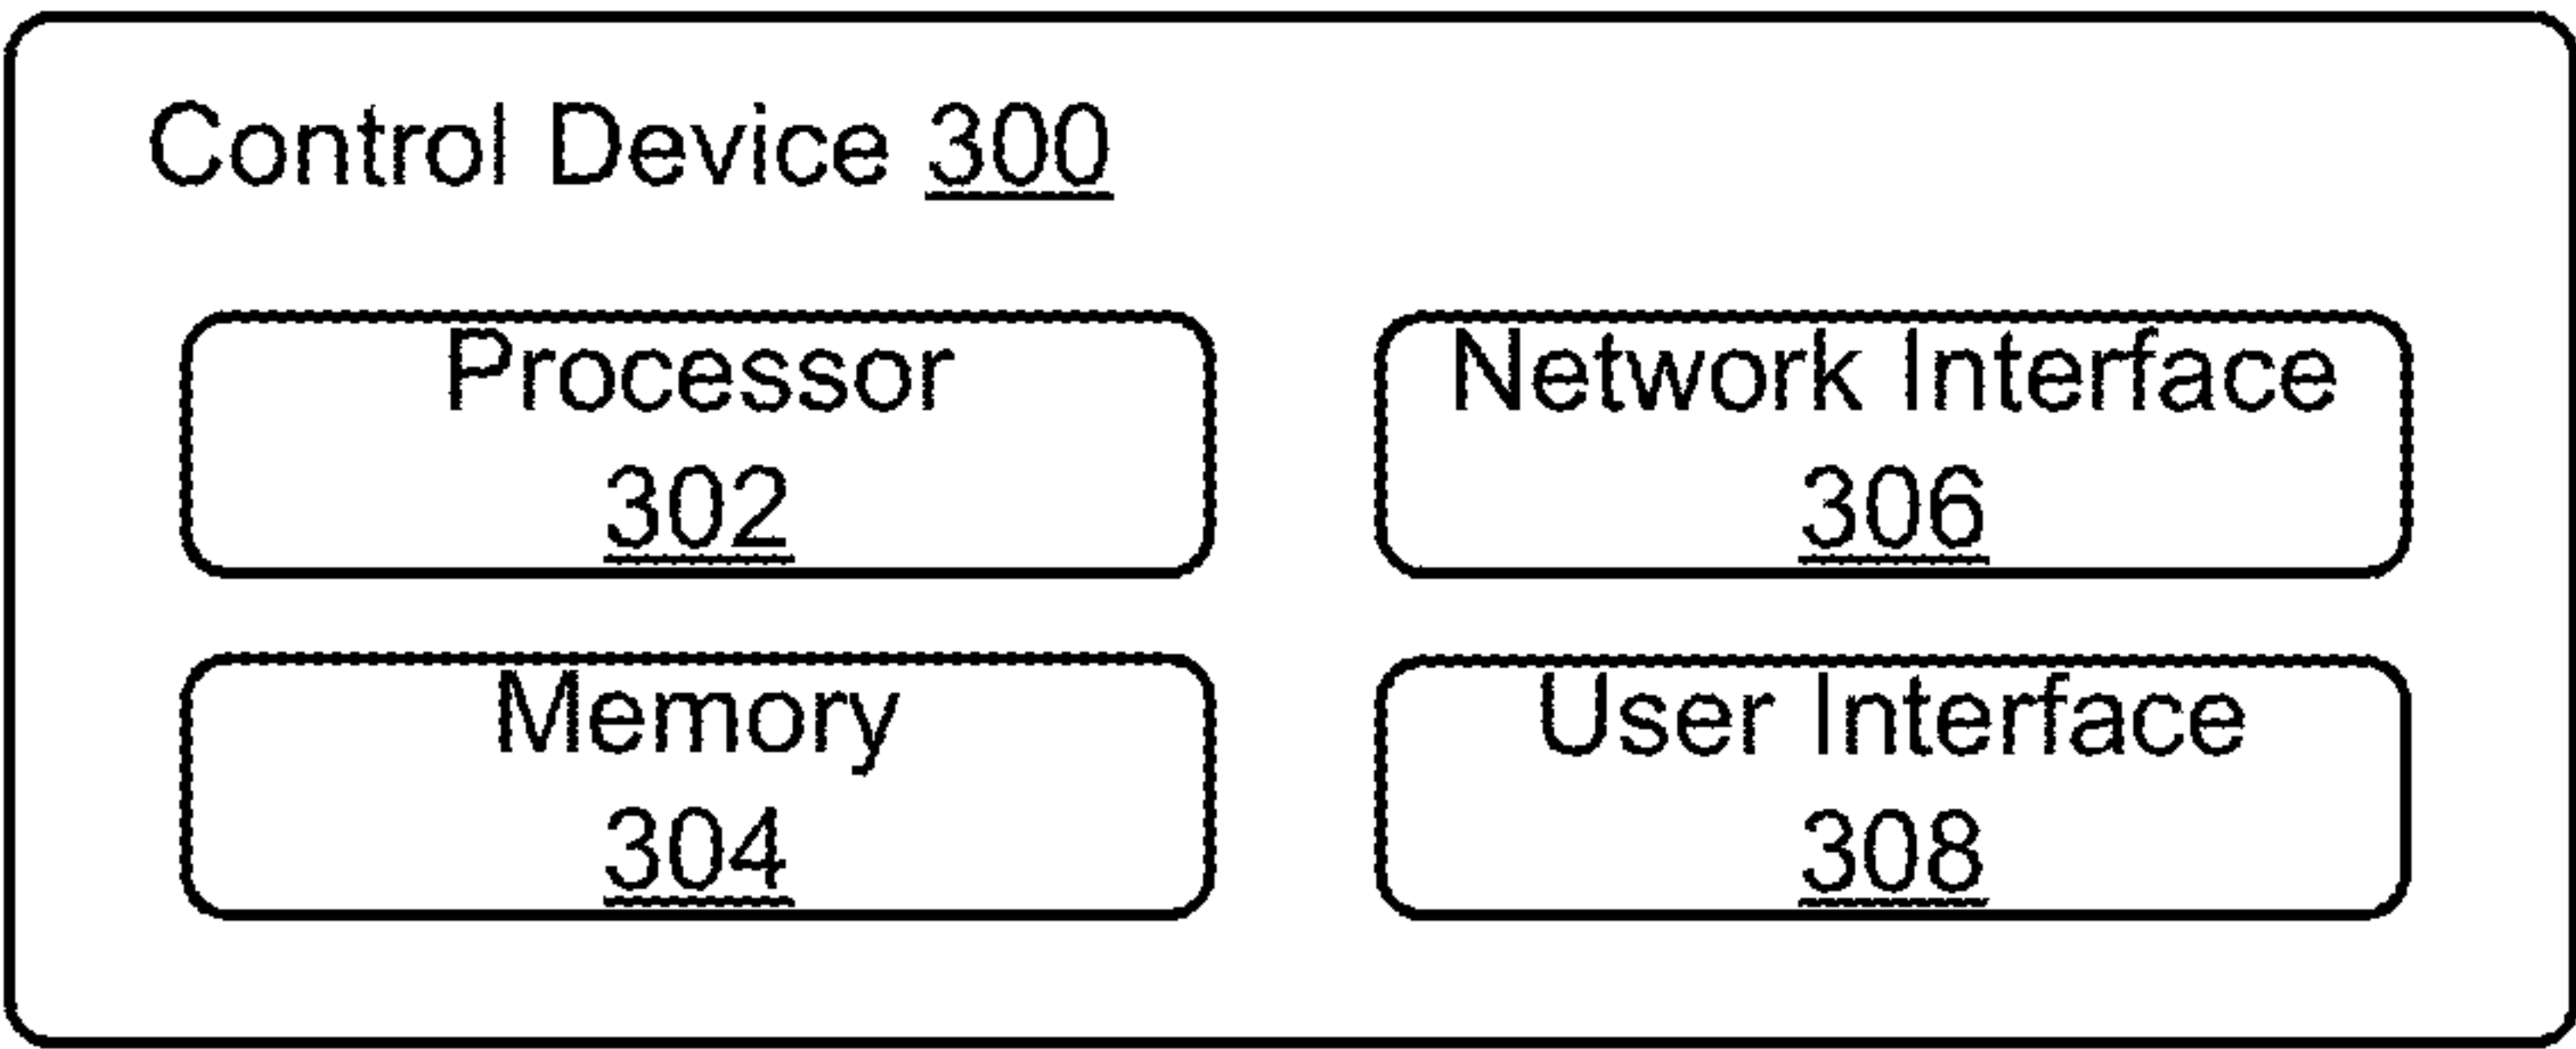 Control Device 300
Processor
302
Network Interface
306
Memory
304
User Interface
308